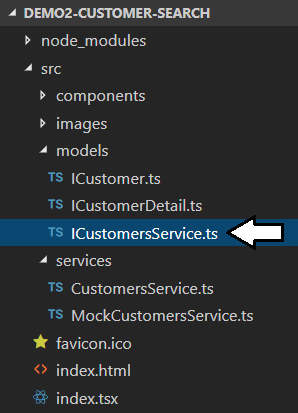 DEMO2-CUSTOMER-SEARCH
node_modules
src
components
images
models
TS ICustomer.ts
TS ICustomerDetail.ts
TS ICustomersService.ts
services
TS CustomersService.ts
TS MockCustomersService.ts
favicon.ico
index.html
index.tsx